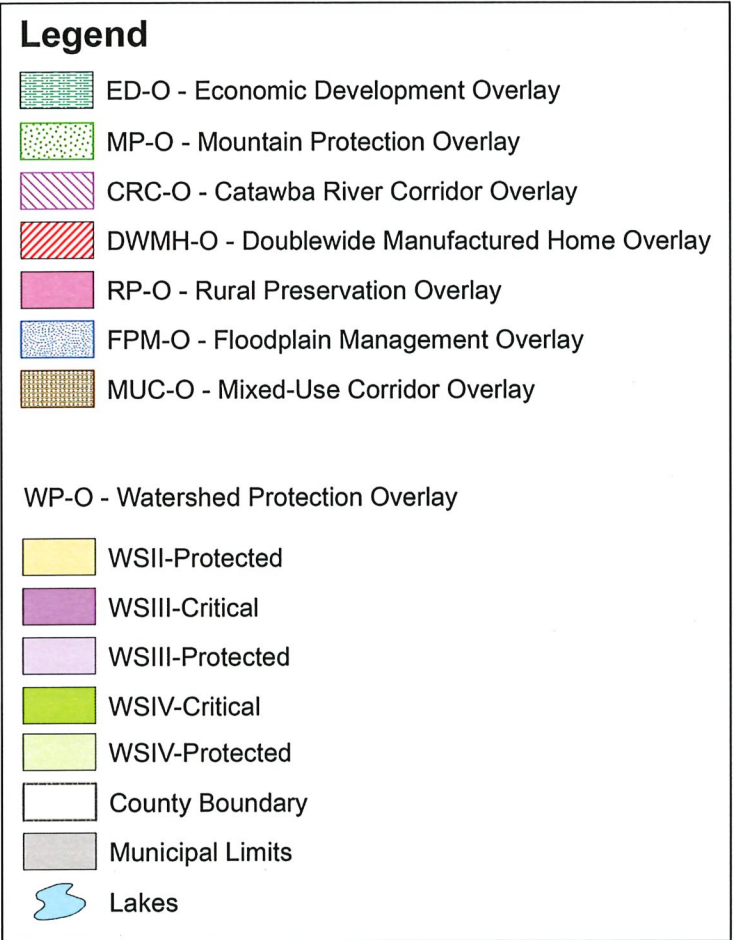 Legend
ED-O - Economic Development Overlay
MP-O - Mountain Protection Overlay
CRC-O - Catawba River Corridor Overlay
DWMH-O - Doublewide Manufactured Home Overlay
RP-O - Rural Preservation Overlay
FPM-O - Floodplain Management Overlay
MUC-O - Mixed-Use Corridor Overlay
WP-O - Watershed Protection Overlay
WSII-Protected
WSIII-Critical
WSIII-Protected
WSIV-Critical
WSIV-Protected
County Boundary
Municipal Limits
Lakes